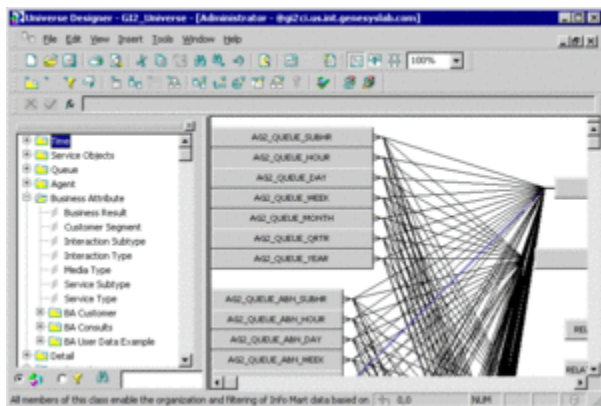 Universe Designer - GI2_Universe - [Administrator - @gi2ci.us.int.genesyslab.com]
File Edit View Insert Tools Window Help
100%
Time
Service Objects
Queue
Agent
Business Attribute
Business Result
Customer Segment
Interaction Subtype
Interaction Type
Media Type
Service Subtype
Service Type
BA Customer
BA Consults
BA User Data Example
Detail
AG2_QUEUE_SUBHR
AG2_QUEUE_HOUR
AG2_QUEUE_DAY
AG2_QUEUE_WEEK
AG2_QUEUE_MONTH
AG2_QUEUE_QRTR
AG2_QUEUE_YEAR
AG2_QUEUE_ABN_SUBHR
AG2_QUEUE_ABN_HOUR
AG2_QUEUE_ABN_DAY
AG2_QUEUE_ABN_WEEK
REL
RELAT
All members of this class enable the organization and filtering of Info Mart data based on
0,0
NUM